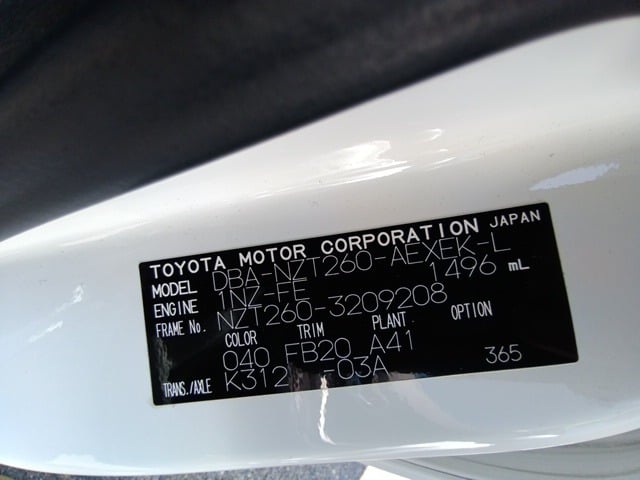 TOYOTA MOTOR CORPORATION JAPAN
MODEL DBA-NZT260-AEXEK-L
ENGINE 1NZ-FE 1496 mL
FRAME No. NZT260-3209208
COLOR TRIM PLANT OPTION
040 FB20 A41
TRANS./AXLE K312 -03A 365